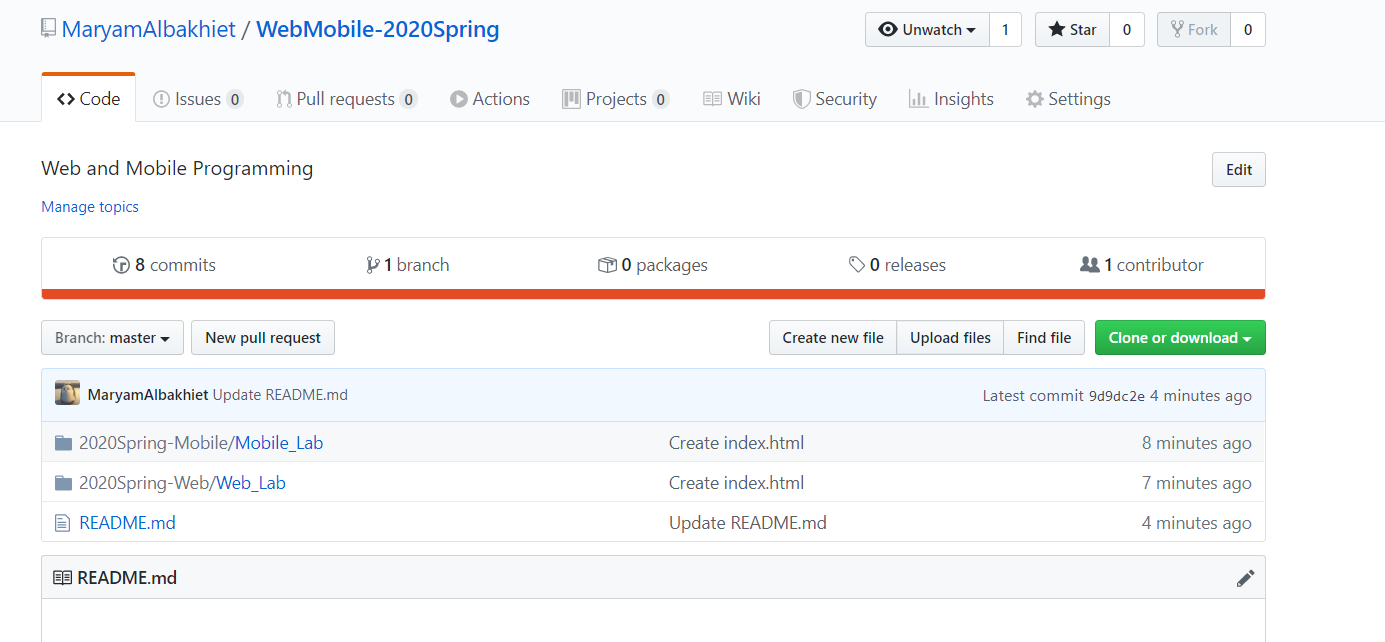 MaryamAlbakhiet / WebMobile-2020Spring
Unwatch 1 Star 0 Fork 0
Code Issues 0 Pull requests 0 Actions Projects 0 Wiki Security Insights Settings
Web and Mobile Programming
Edit
Manage topics
8 commits 1 branch 0 packages 0 releases 1 contributor
Branch: master New pull request Create new file Upload files Find file Clone or download
MaryamAlbakhiet Update README.md Latest commit 9d9dc2e 4 minutes ago
2020Spring-Mobile/Mobile_Lab Create index.html 8 minutes ago
2020Spring-Web/Web_Lab Create index.html 7 minutes ago
README.md Update README.md 4 minutes ago
README.md